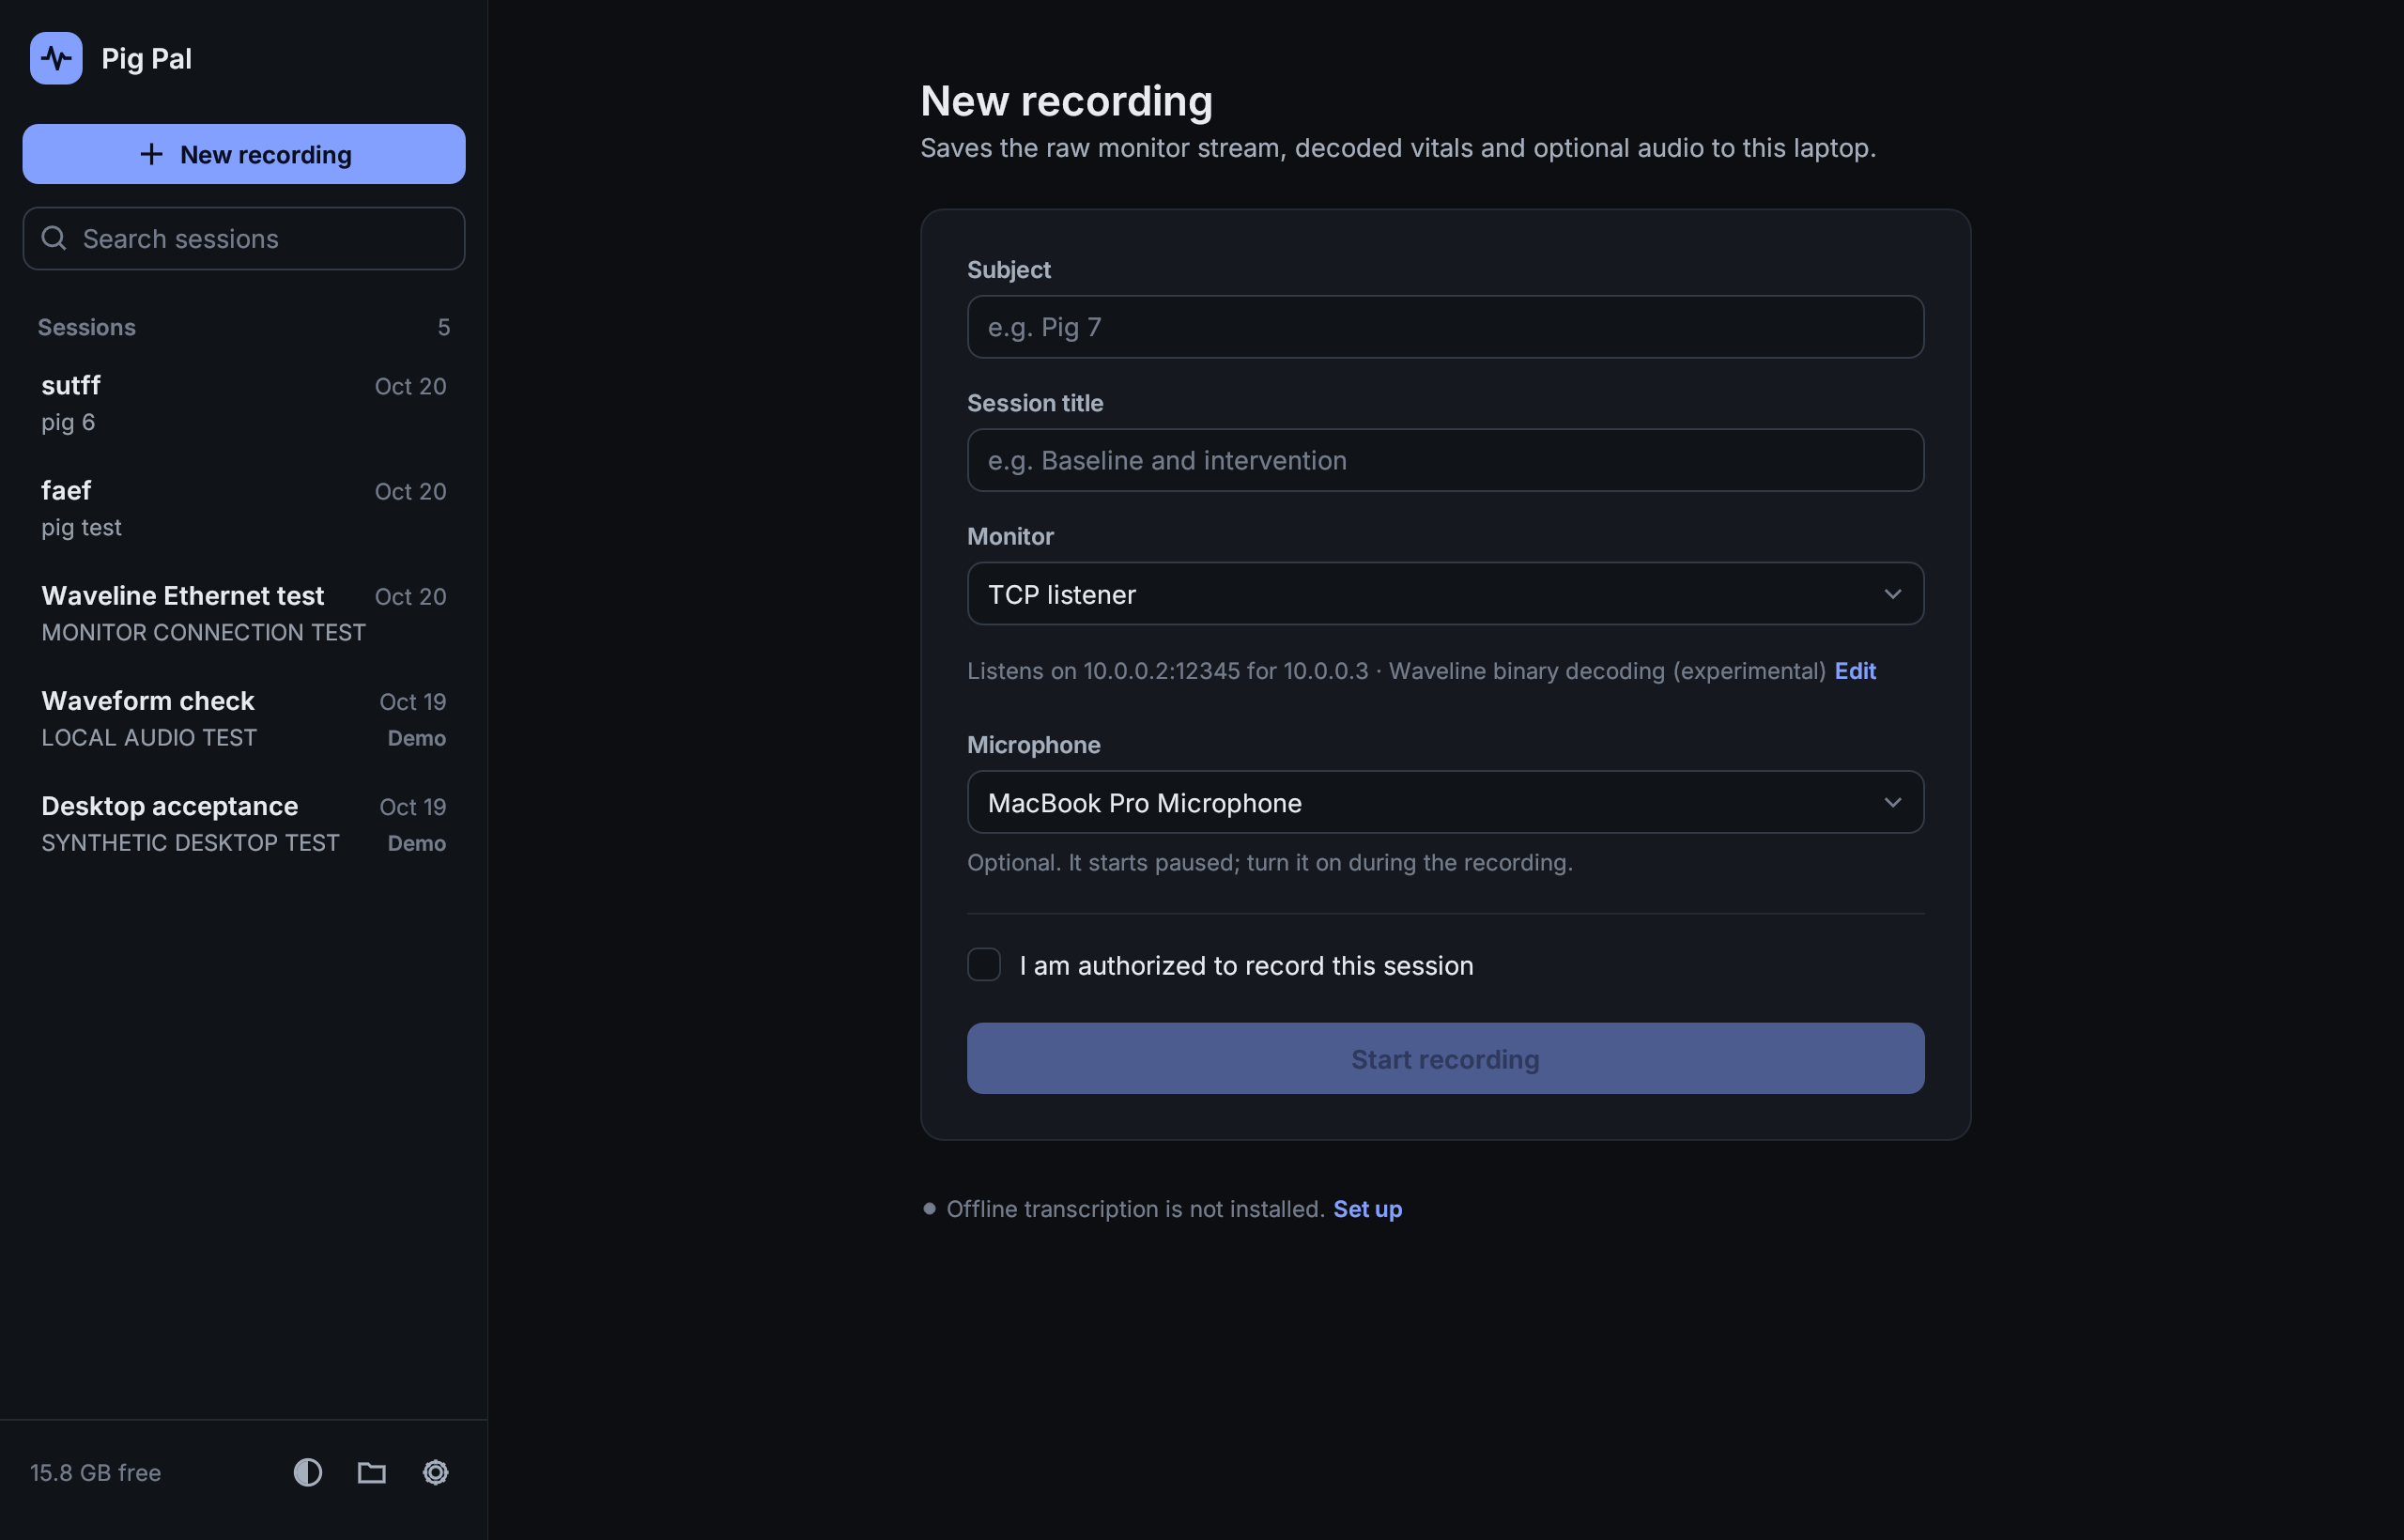 Pig Pal
New recording
Search sessions
Sessions 5
sutff Oct 20
pig 6
faef Oct 20
pig test
Waveline Ethernet test Oct 20
MONITOR CONNECTION TEST
Waveform check Oct 19
LOCAL AUDIO TEST Demo
Desktop acceptance Oct 19
SYNTHETIC DESKTOP TEST Demo
15.8 GB free
New recording
Saves the raw monitor stream, decoded vitals and optional audio to this laptop.
Subject
e.g. Pig 7
Session title
e.g. Baseline and intervention
Monitor
TCP listener
Listens on 10.0.0.2:12345 for 10.0.0.3 · Waveline binary decoding (experimental) Edit
Microphone
MacBook Pro Microphone
Optional. It starts paused; turn it on during the recording.
I am authorized to record this session
Start recording
Offline transcription is not installed. Set up